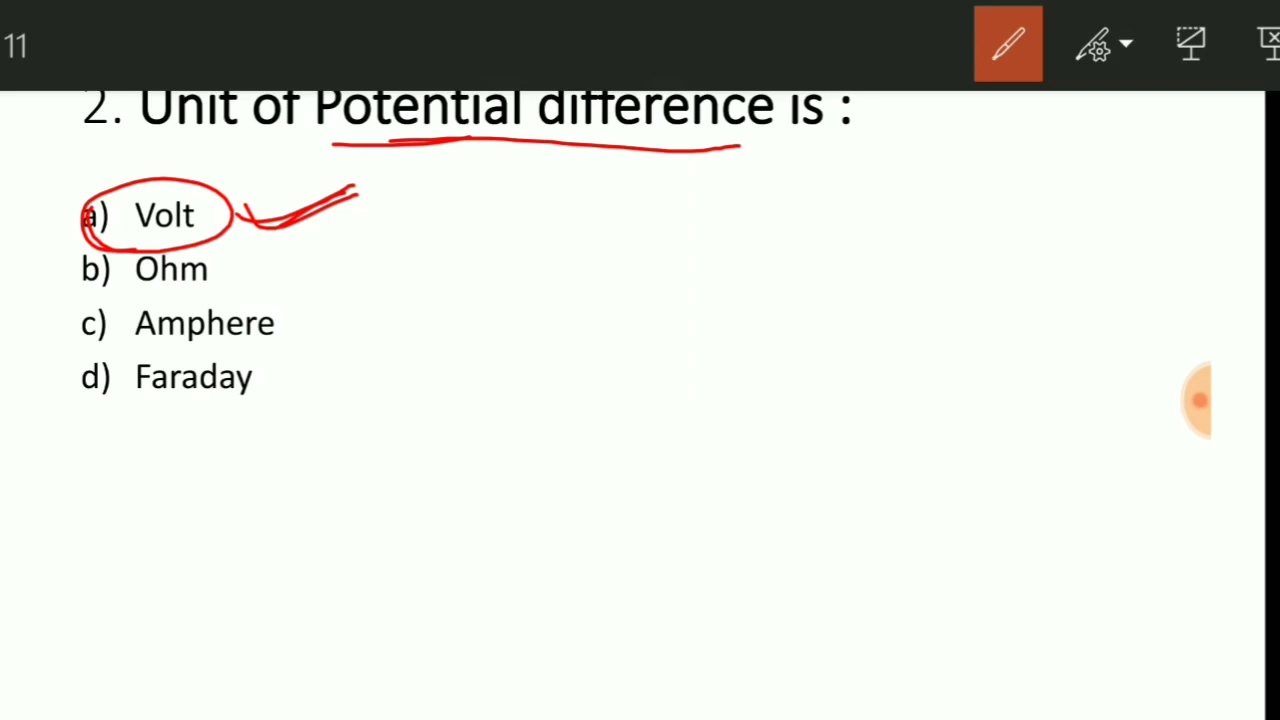 11
2. Unit of Potential difference is :
a) Volt
b) Ohm
c) Amphere
d) Faraday